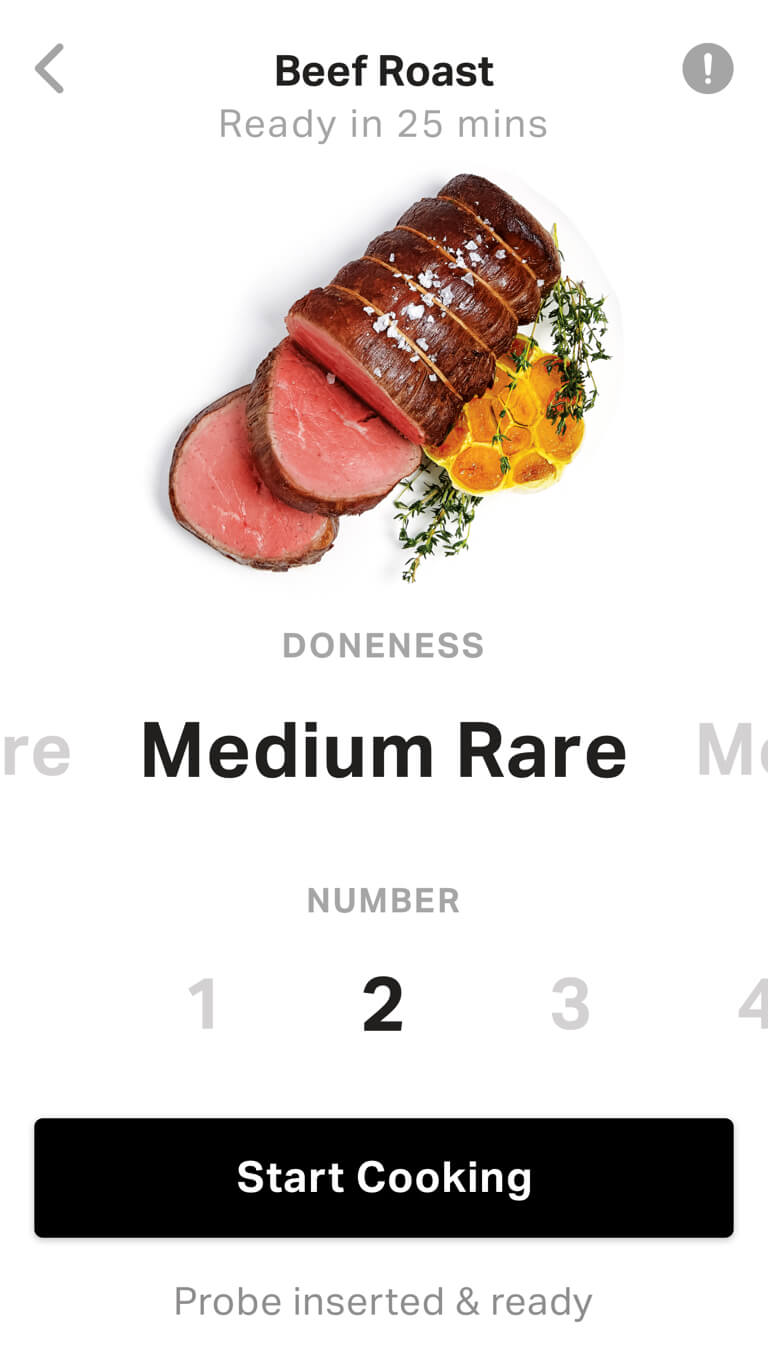 Beef Roast
Ready in 25 mins
DONENESS
re Medium Rare Me
NUMBER
1 2 3 4
Start Cooking
Probe inserted & ready